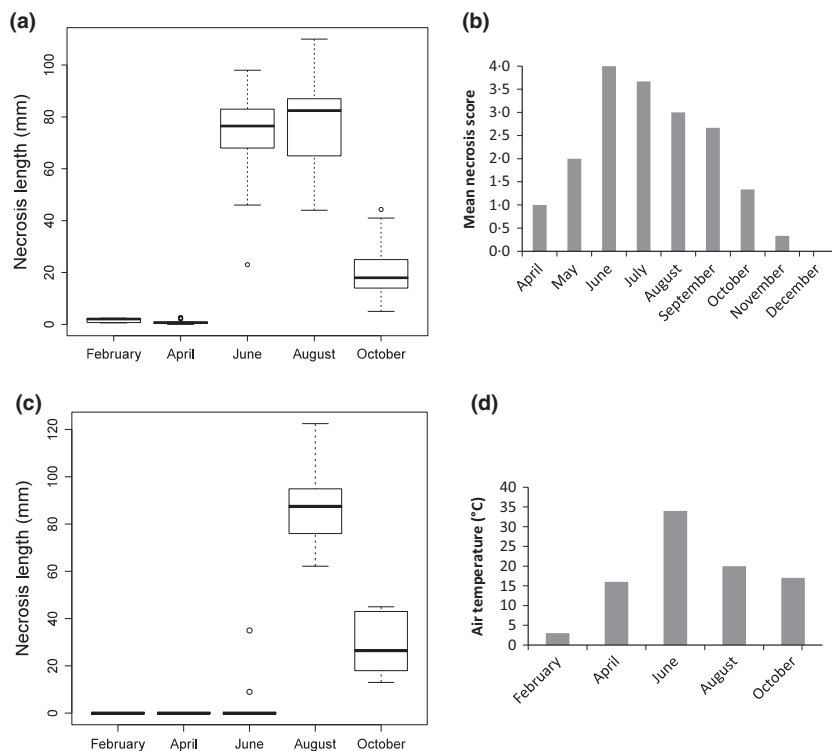 (a)
Necrosis length (mm)
100
80
60
40
20
0
February April June August October
(b)
Mean necrosis score
4·0
3·5
3·0
2·5
2·0
1·5
1·0
0·5
0·0
April May June July August September October November December
(c)
Necrosis length (mm)
120
100
80
60
40
20
0
February April June August October
(d)
Air temperature (°C)
40
35
30
25
20
15
10
5
0
February April June August October